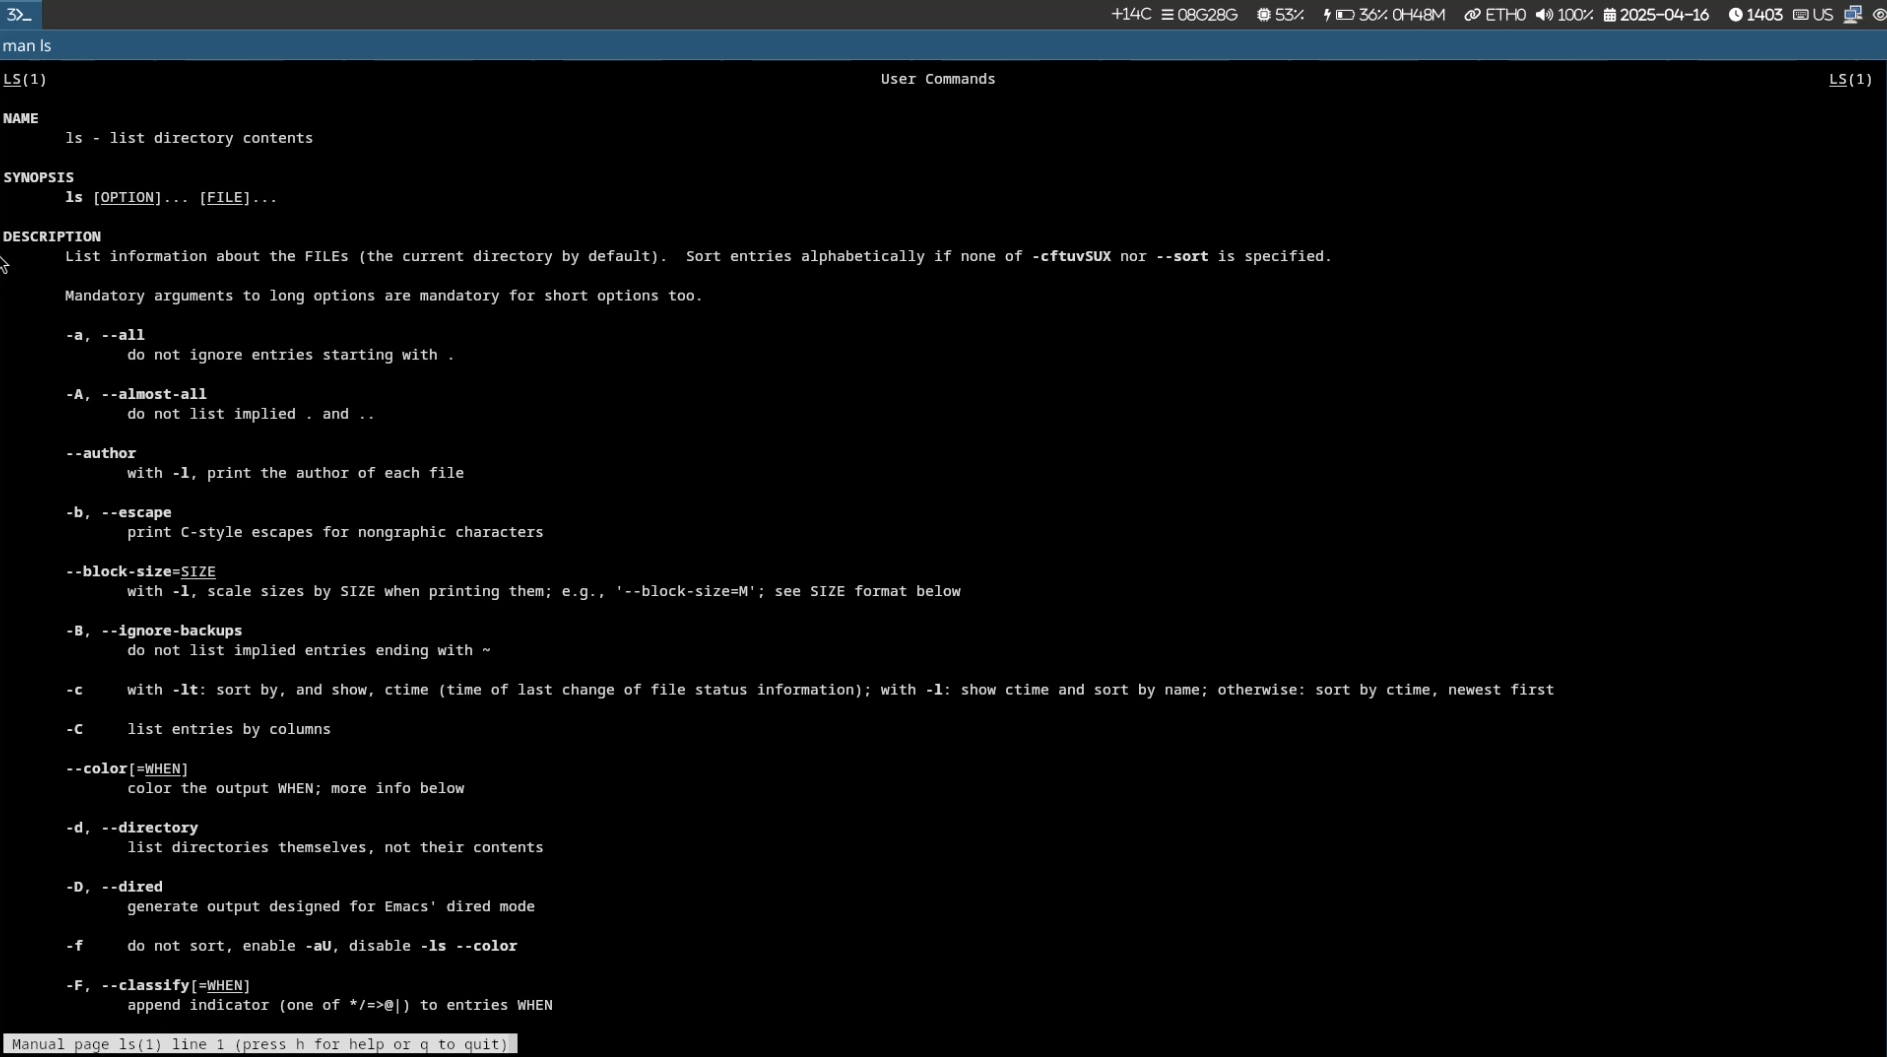 3>_ +14C 08G28G 53% 36% 0H48M ETH0 100% 2025-04-16 1403 US
man ls
LS(1) User Commands LS(1)
NAME
ls - list directory contents
SYNOPSIS
ls [OPTION]... [FILE]...
DESCRIPTION
List information about the FILEs (the current directory by default). Sort entries alphabetically if none of -cftuvSUX nor --sort is specified.
Mandatory arguments to long options are mandatory for short options too.
-a, --all
do not ignore entries starting with .
-A, --almost-all
do not list implied . and ..
--author
with -l, print the author of each file
-b, --escape
print C-style escapes for nongraphic characters
--block-size=SIZE
with -l, scale sizes by SIZE when printing them; e.g., '--block-size=M'; see SIZE format below
-B, --ignore-backups
do not list implied entries ending with ~
-c with -lt: sort by, and show, ctime (time of last change of file status information); with -l: show ctime and sort by name; otherwise: sort by ctime, newest first
-C list entries by columns
--color[=WHEN]
color the output WHEN; more info below
-d, --directory
list directories themselves, not their contents
-D, --dired
generate output designed for Emacs' dired mode
-f do not sort, enable -aU, disable -ls --color
-F, --classify[=WHEN]
append indicator (one of */=>@|) to entries WHEN
Manual page ls(1) line 1 (press h for help or q to quit)